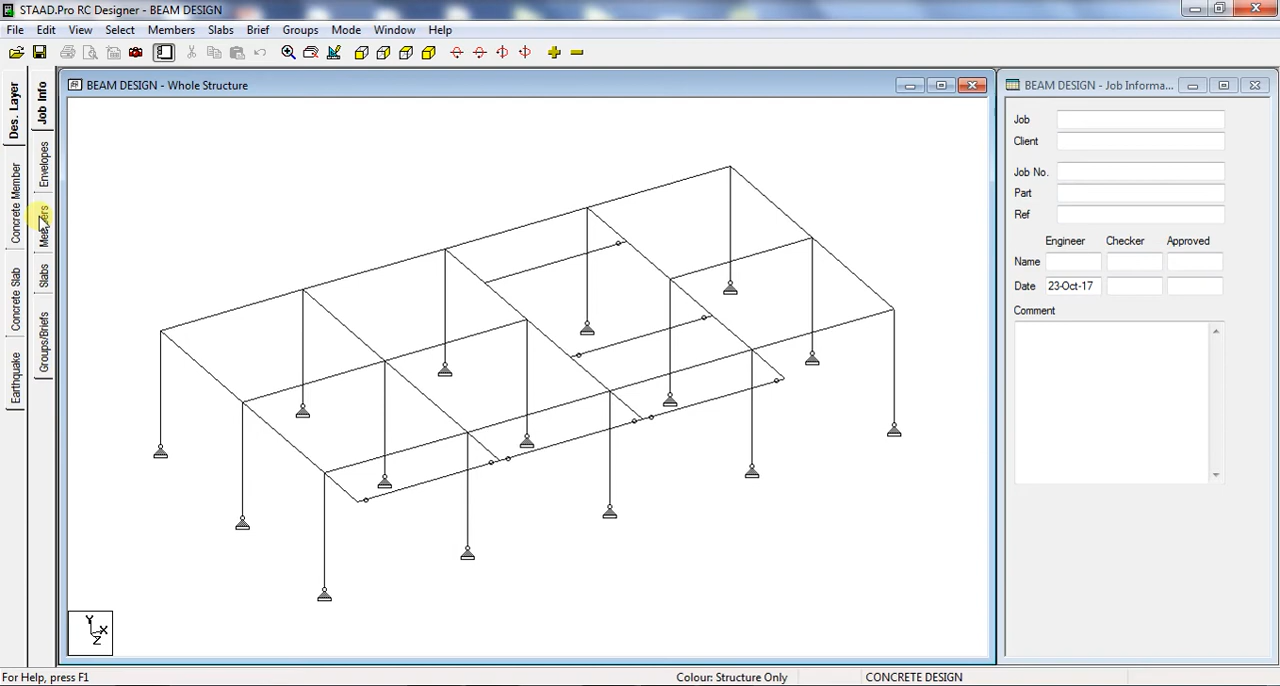 STAAD.Pro RC Designer - BEAM DESIGN
File Edit View Select Members Slabs Brief Groups Mode Window Help
Des. Layer
Concrete Member
Concrete Slab
Earthquake
Job Info
Envelopes
Members
Slabs
Groups/Briefs
BEAM DESIGN - Whole Structure
Y
X
Z
BEAM DESIGN - Job Informa...
Job
Client
Job No.
Part
Ref
Engineer Checker Approved
Name
Date 23-Oct-17
Comment
For Help, press F1
Colour: Structure Only
CONCRETE DESIGN